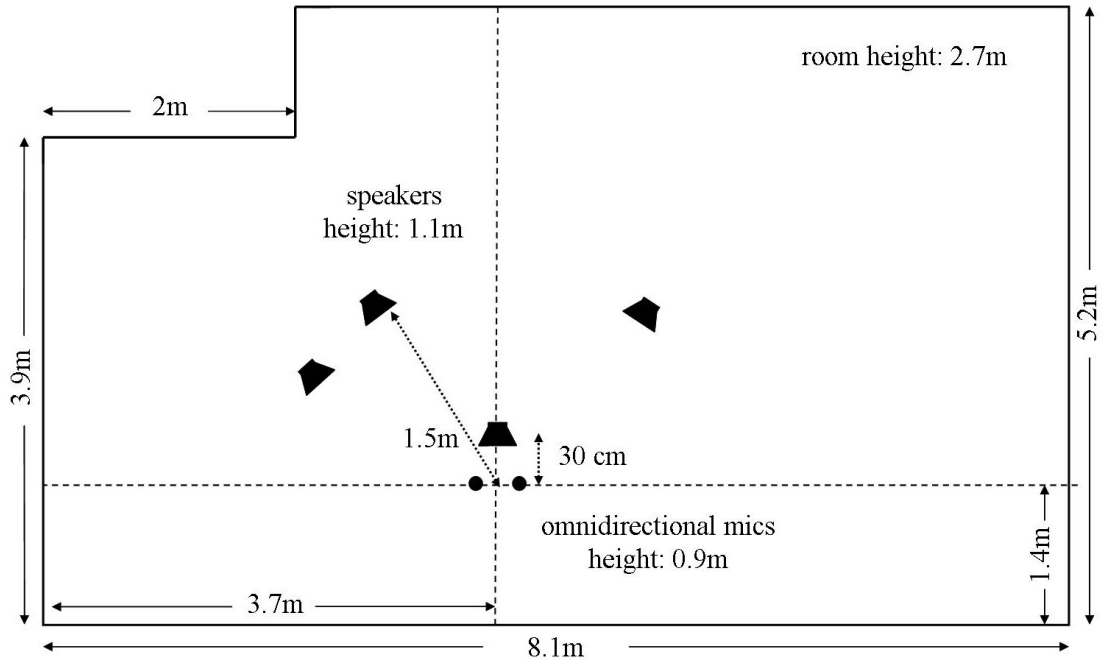 room height: 2.7m
2m
speakers
height: 1.1m
5.2m
3.9m
1.5m
30 cm
omnidirectional mics
height: 0.9m
1.4m
3.7m
8.1m